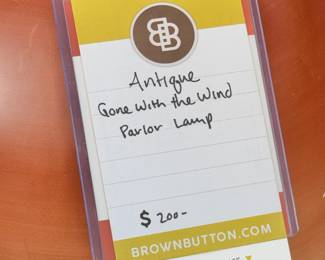 Antique
Gone With the Wind
Parlor Lamp
$ 200-
BROWNBUTTON.COM